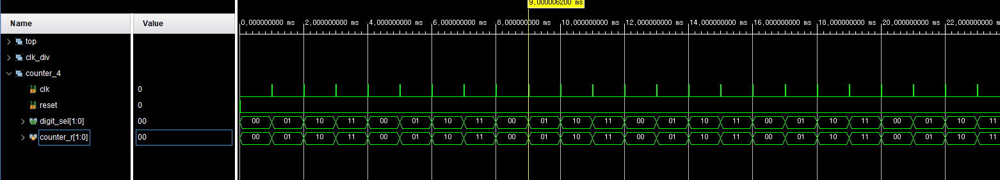 9,000006200 ms
Name Value
0,000000000 ms 2,000000000 ms 4,000000000 ms 6,000000000 ms 8,000000000 ms 10,000000000 ms 12,000000000 ms 14,000000000 ms 16,000000000 ms 18,000000000 ms 20,000000000 ms 22,000000000 m
top
clk_div
counter_4
clk 0
reset 0
digit_sel[1:0] 00 00 01 10 11 00 01 10 11 00 01 10 11 00 01 10 11 00 01 10 11 00 01 10 11
counter_r[1:0] 00 00 01 10 11 00 01 10 11 00 01 10 11 00 01 10 11 00 01 10 11 00 01 10 11